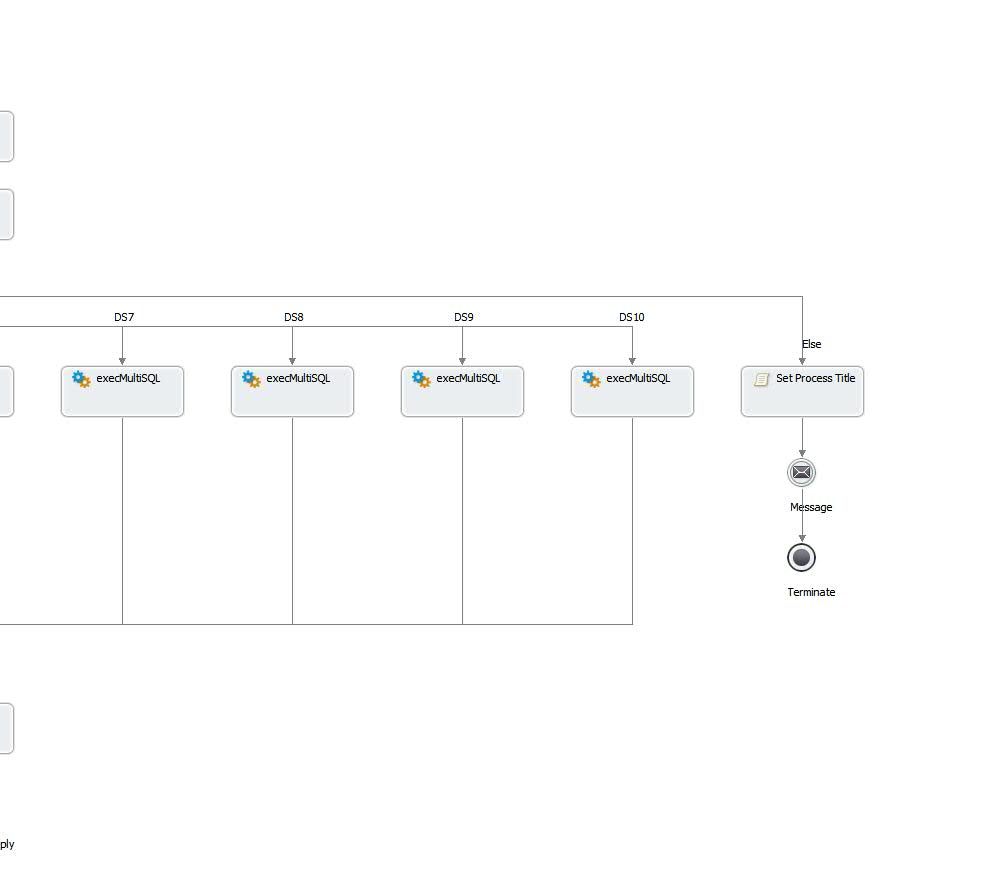 DS7 DS8 DS9 DS10
Else
execMultiSQL execMultiSQL execMultiSQL execMultiSQL Set Process Title
Message
Terminate
ply